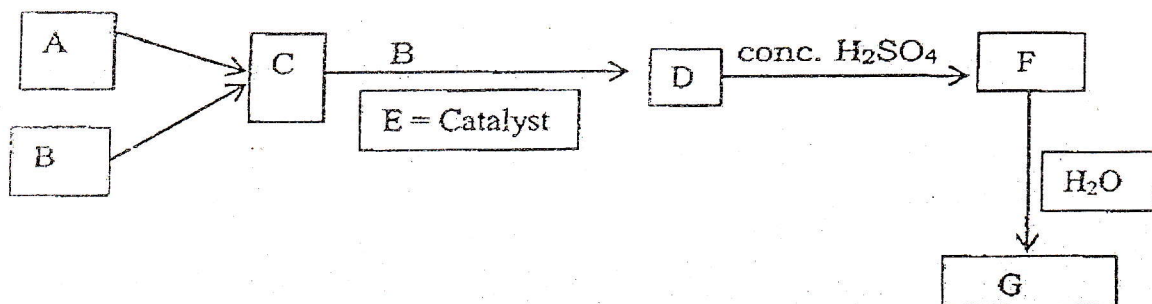 A
B
C
B
E = Catalyst
D
conc. H₂SO₄
F
H₂O
G